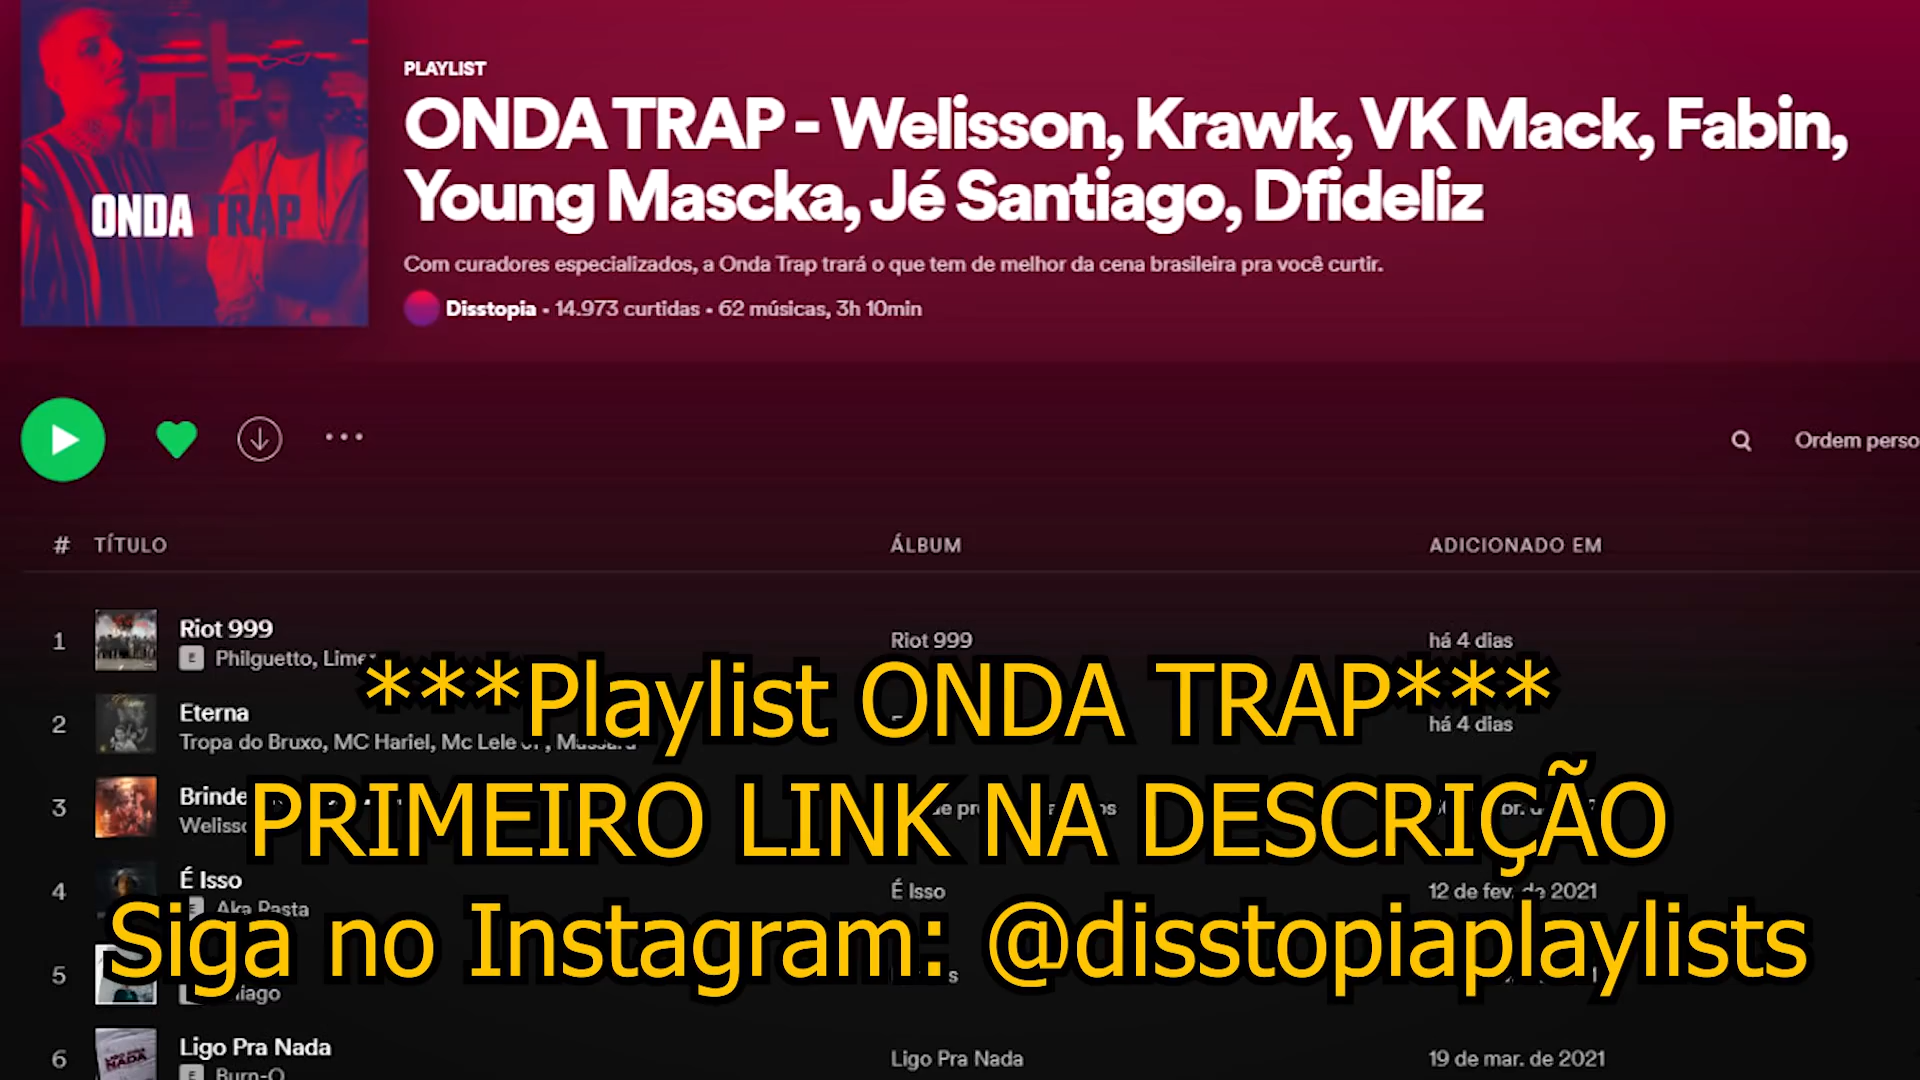 PLAYLIST
ONDA TRAP - Welisson, Krawk, VK Mack, Fabin,
Young Mascka, Jé Santiago, Dfideliz
ONDA TRAP
Com curadores especializados, a Onda Trap trará o que tem de melhor da cena brasileira pra você curtir.
Disstopia • 14.973 curtidas • 62 músicas, 3h 10min
Ordem
# TÍTULO ÁLBUM ADICIONADO EM
1 Riot 999 Riot 999 há 4 dias
E Philguetto,
***Playlist ONDA TRAP***
2 Eterna há 4 dias
Tropa do Bruxo, MC Hariel, Mc Lele
3 Brinde
PRIMEIRO LINK NA DESCRIÇÃO
4 É Isso É Isso 12 de fev. de 2021
E Aka Rasta
Siga no Instagram: @disstopiaplaylists
5
6 Ligo Pra Nada Ligo Pra Nada 19 de mar. de 2021
E Burn-O